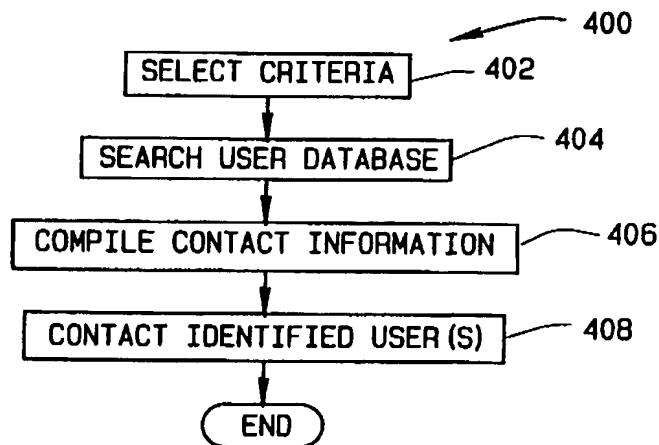 400
SELECT CRITERIA 402
SEARCH USER DATABASE 404
COMPILE CONTACT INFORMATION 406
CONTACT IDENTIFIED USER(S) 408
END